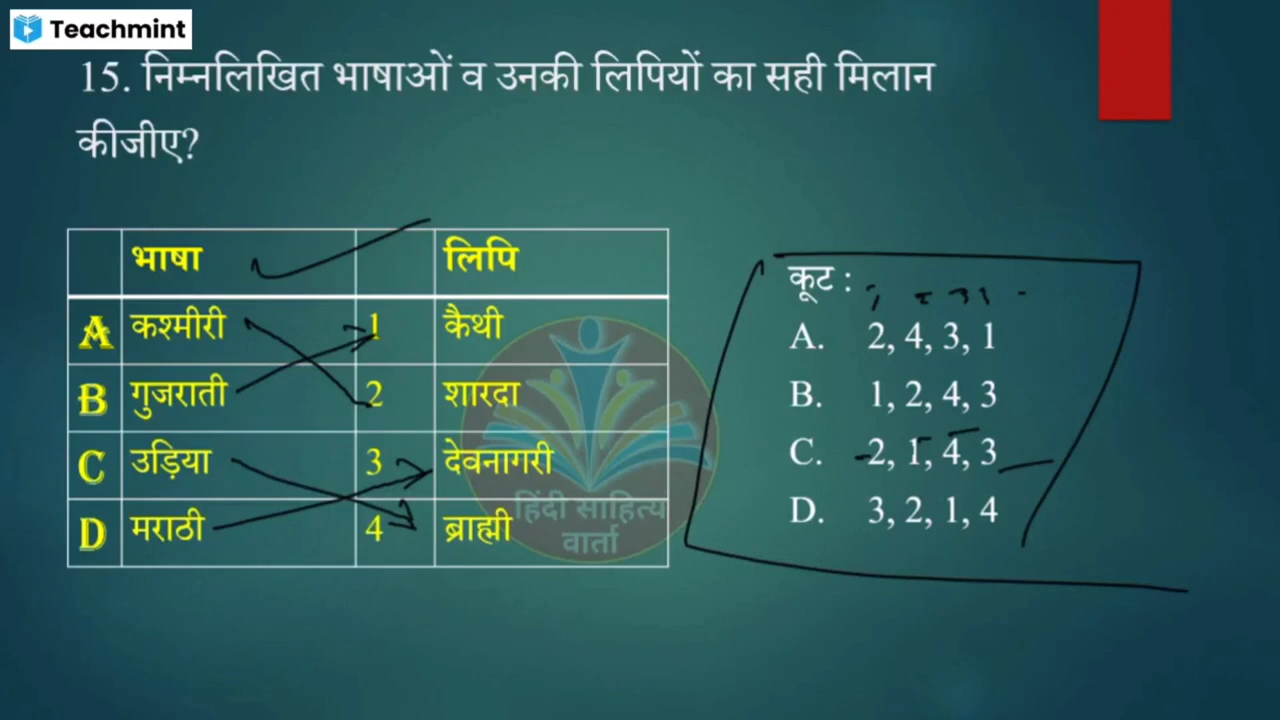 Teachmint
15. निम्नलिखित भाषाओं व उनकी लिपियों का सही मिलान
कीजीए?
भाषा लिपि
A कश्मीरी 1 कैथी
B गुजराती 2 शारदा
C उड़िया 3 देवनागरी
D मराठी 4 ब्राह्मी
कूट :
A. 2, 4, 3, 1
B. 1, 2, 4, 3
C. 2, 1, 4, 3
D. 3, 2, 1, 4
हिंदी साहित्य
वार्ता